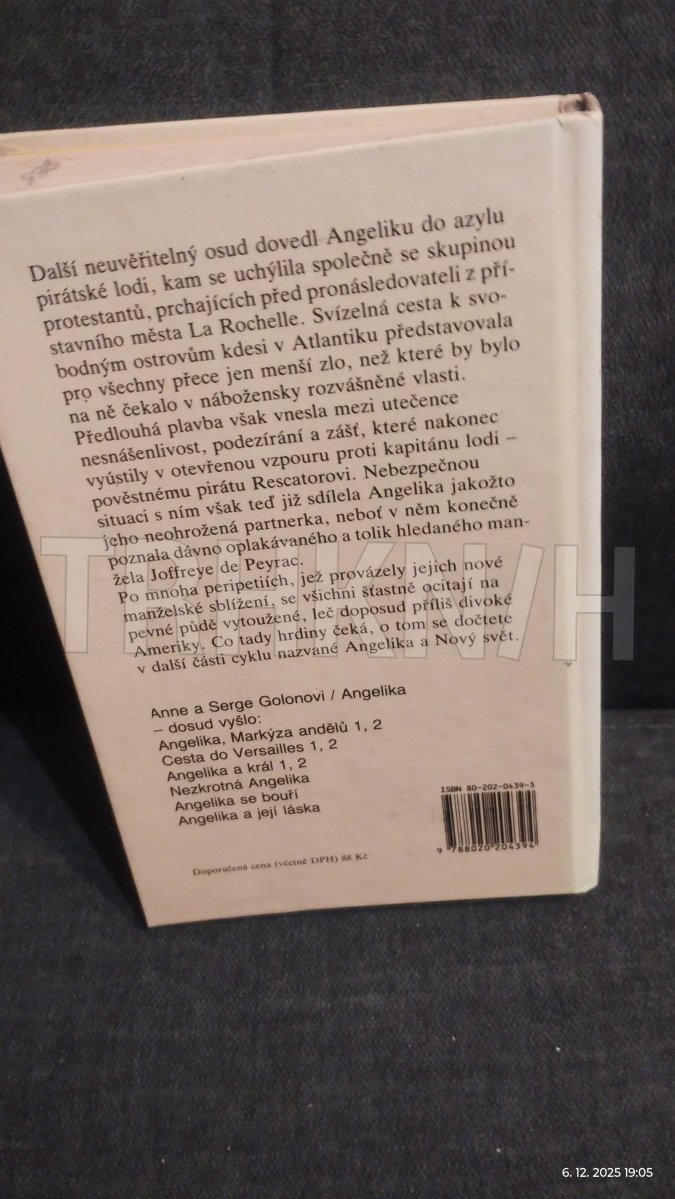 Další neuvěřitelný osud dovedl Angeliku do azylu
pirátské lodi, kam se uchýlila společně se skupinou
protestantů, prchajících před pronásledovateli z pří-
stavního města La Rochelle. Svízelná cesta k svo-
bodným ostrovům kdesi v Atlantiku představovala
pro všechny přece jen menší zlo, než které by bylo
na ně čekalo v nábožensky rozvášněné vlasti.
Předlouhá plavba však vnesla mezi utečence
nesnášenlivost, podezírání a zášť, které nakonec
vyústily v otevřenou vzpouru proti kapitánu lodi –
pověstnému pirátu Rescatorovi. Nebezpečnou
situaci s ním však teď již sdílela Angelika jakožto
jeho neohrožená partnerka, neboť v něm konečně
poznala dávno oplakávaného a tolik hledaného man-
žela Joffreye de Peyrac.
Po mnoha peripetiích, jež provázely jejich nové
manželské sblížení, se všichni šťastně ocitají na
pevné půdě vytoužené, leč doposud příliš divoké
Ameriky. Co tady hrdiny čeká, o tom se dočtete
v další části cyklu nazvané Angelika a Nový svět.
Anne a Serge Golonovi / Angelika
– dosud vyšlo:
Angelika, Markýza andělů 1, 2
Cesta do Versailles 1, 2
Angelika a král 1, 2
Nezkrotná Angelika
Angelika se bouří
Angelika a její láska
Doporučená cena (včetně DPH) 88 Kč
ISBN 80-202-0439-3
9 788020 204394
6. 12. 2025 19:05